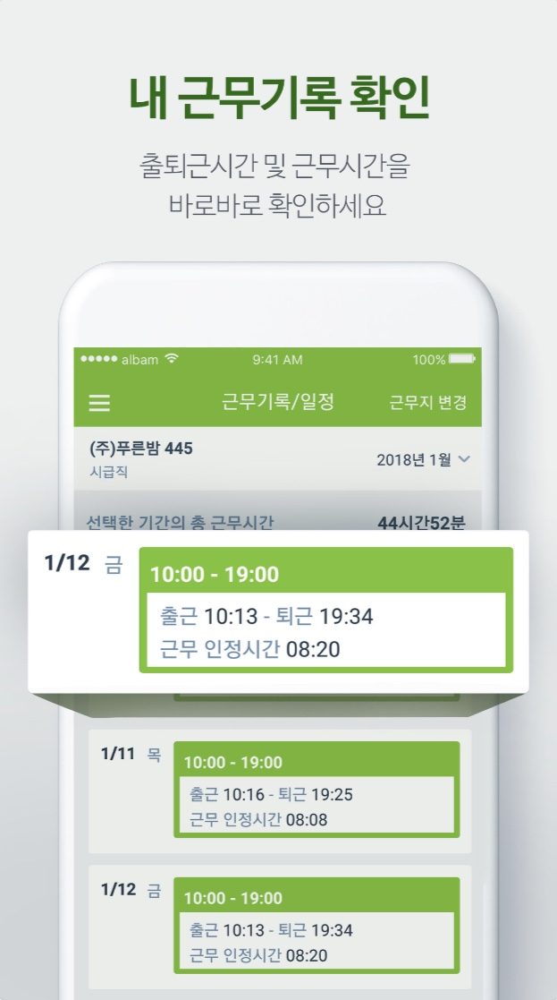 내 근무기록 확인
출퇴근시간 및 근무시간을
바로바로 확인하세요
albam 9:41 AM 100%
근무기록/일정 근무지 변경
(주)푸른밤 445
시급직
2018년 1월
선택한 기간의 총 근무시간 44시간52분
1/12 금 10:00 - 19:00
출근 10:13 - 퇴근 19:34
근무 인정시간 08:20
1/11 목 10:00 - 19:00
출근 10:16 - 퇴근 19:25
근무 인정시간 08:08
1/12 금 10:00 - 19:00
출근 10:13 - 퇴근 19:34
근무 인정시간 08:20